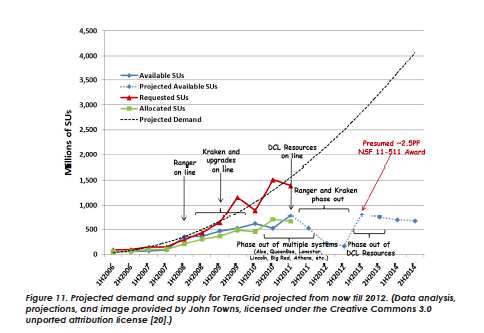 4,500
4,000
3,500
3,000
2,500
2,000
1,500
1,000
500
0
Millions of SUs
Available SUs
Projected Available SUs
Requested SUs
Allocated SUs
Projected Demand
Ranger
on line
Kraken and
upgrades
on line
DCL Resources
on line
Presumed ~2.5PF
NSF 11-511 Award
Ranger and Kraken
phase out
Phase out of multiple systems
(Abe, QueenBee, Lonestar,
Lincoln, Big Red, Athena, etc.)
Phase out of
DCL Resources
1H2006
2H2006
1H2007
2H2007
1H2008
2H2008
1H2009
2H2009
1H2010
2H2010
1H2011
2H2011
1H2012
2H2012
1H2013
2H2013
1H2014
2H2014
Figure 11. Projected demand and supply for TeraGrid projected from now till 2012. (Data analysis,
projections, and image provided by John Towns, licensed under the Creative Commons 3.0
unported attribution license [20].)